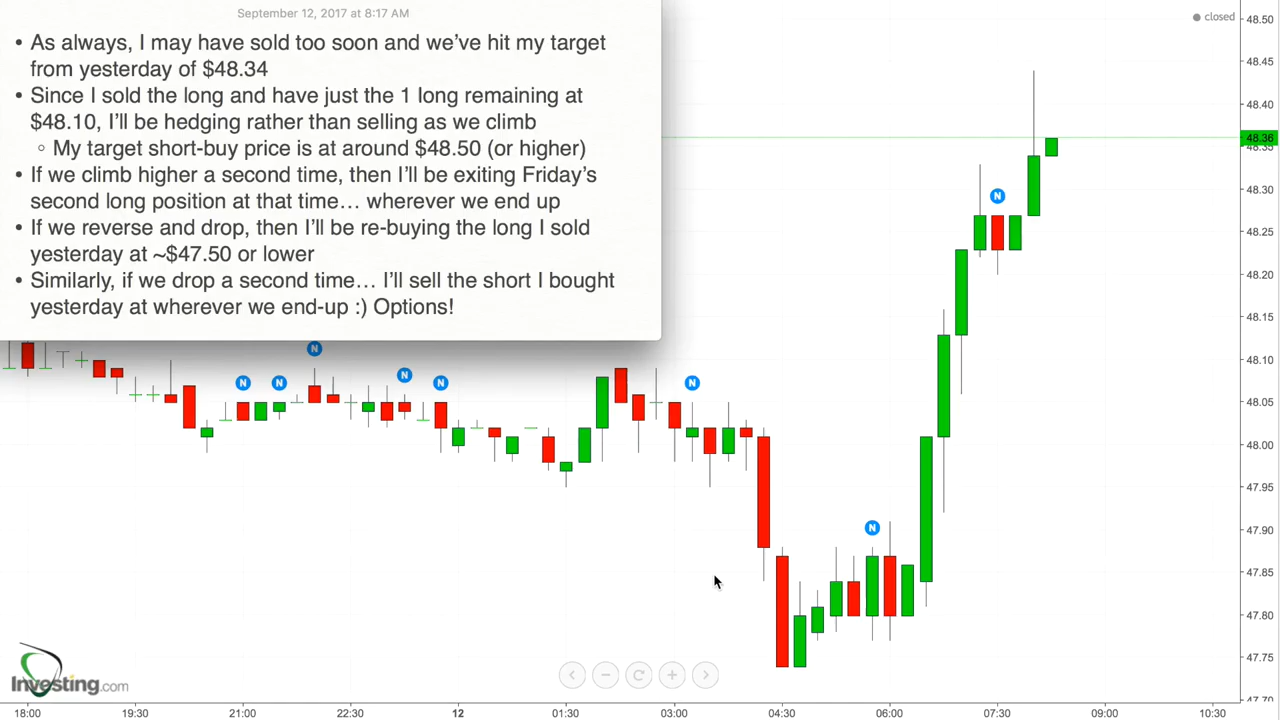 September 12, 2017 at 8:17 AM
• As always, I may have sold too soon and we’ve hit my target
from yesterday of $48.34
• Since I sold the long and have just the 1 long remaining at
$48.10, I’ll be hedging rather than selling as we climb
◦ My target short-buy price is at around $48.50 (or higher)
• If we climb higher a second time, then I’ll be exiting Friday’s
second long position at that time… wherever we end up
• If we reverse and drop, then I’ll be re-buying the long I sold
yesterday at ~$47.50 or lower
• Similarly, if we drop a second time… I’ll sell the short I bought
yesterday at wherever we end-up :) Options!
closed
48.50
48.45
48.40
48.36
48.35
48.30
48.25
48.20
48.15
48.10
48.05
48.00
47.95
47.90
47.85
47.80
47.75
47.70
N
N
N
N
N
N
N
N
Investing.com
18:00 19:30 21:00 22:30 12 01:30 03:00 04:30 06:00 07:30 09:00 10:30